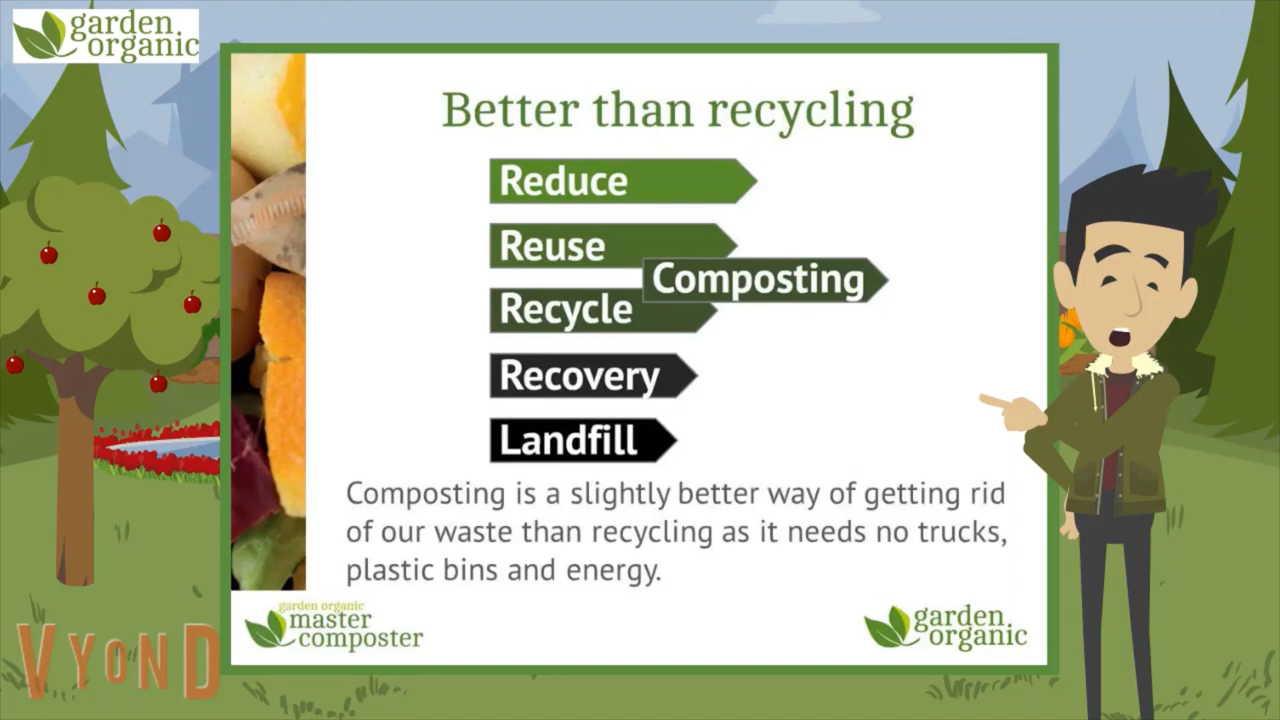 garden
organic
Better than recycling
Reduce
Reuse
Composting
Recycle
Recovery
Landfill
Composting is a slightly better way of getting rid
of our waste than recycling as it needs no trucks,
plastic bins and energy.
garden organic
master
composter
garden
organic
VYOND